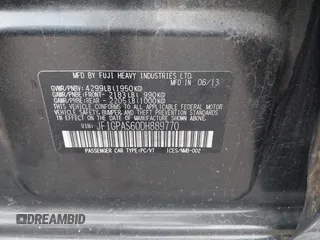 MFD BY FUJI HEAVY INDUSTRIES LTD. IN 06/13
GVWR/PNBV: 4299LB(1950KG)
GAWR/PNBE: FRONT- 2183LB( 990KG)
GAWR/PNBE: REAR - 2205LB(1000KG)
THIS VEHICLE CONFORMS TO ALL APPLICABLE FEDERAL
MOTOR VEHICLE SAFETY, BUMPER AND THEFT PREVENTION
STANDARDS IN EFFECT ON THE DATE OF MANUFACTURE
SHOWN ABOVE.
VIN: JF1GPAS60DH889770
PASSENGER CAR TYPE:PC/VT ICES/NMB-002
DREAMBID